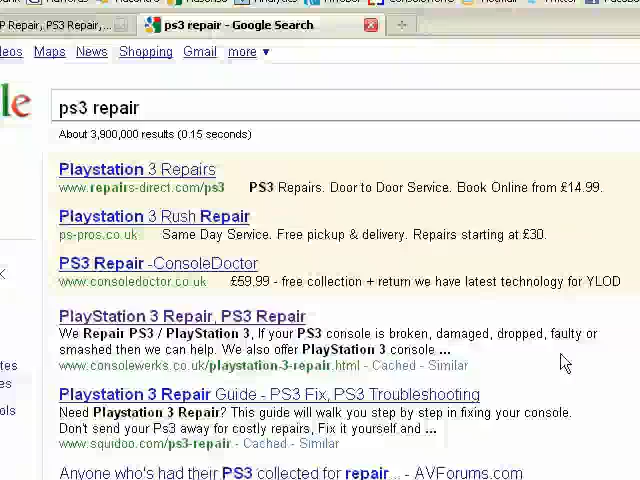 P Repair, PS3 Repair,...
ps3 repair - Google Search
Maps News Shopping Gmail more ▼
le
ps3 repair
About 3,900,000 results (0.15 seconds)
Playstation 3 Repairs
www.repairs-direct.com/ps3 PS3 Repairs. Door to Door Service. Book Online from £14.99.
Playstation 3 Rush Repair
ps-pros.co.uk Same Day Service. Free pickup & delivery. Repairs starting at £30.
PS3 Repair -ConsoleDoctor
www.consoledoctor.co.uk £59.99 - free collection + return we have latest technology for YLOD
PlayStation 3 Repair, PS3 Repair
We Repair PS3 / PlayStation 3, If your PS3 console is broken, damaged, dropped, faulty or
smashed then we can help. We also offer PlayStation 3 console ...
www.consolewerks.co.uk/playstation-3-repair.html - Cached - Similar
Playstation 3 Repair Guide - PS3 Fix, PS3 Troubleshooting
Need Playstation 3 Repair? This guide will walk you step by step in fixing your console.
Don't send your Ps3 away for costly repairs, Fix it yourself and ...
www.squidoo.com/ps3-repair - Cached - Similar
Anyone who's had their PS3 collected for repair... - AVForums.com